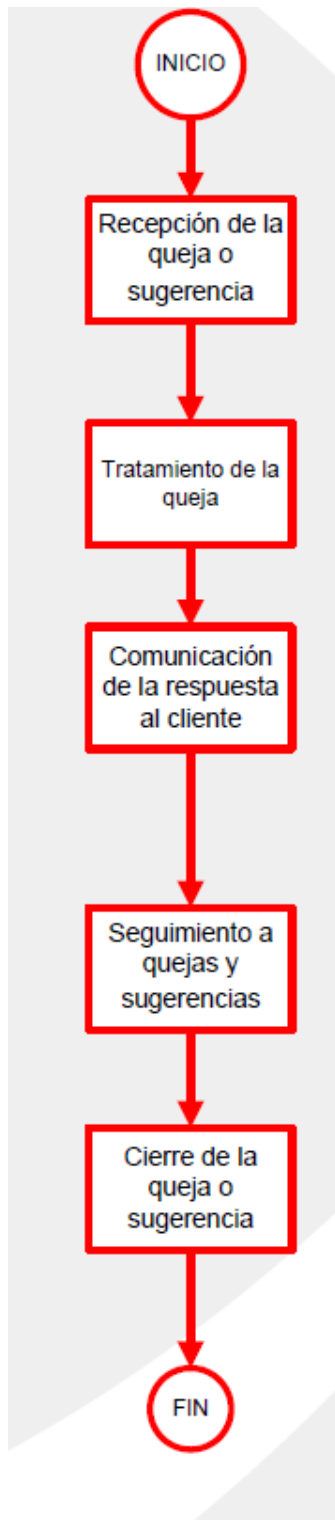 INICIO
Recepción de la
queja o
sugerencia
Tratamiento de la
queja
Comunicación
de la respuesta
al cliente
Seguimiento a
quejas y
sugerencias
Cierre de la
queja o
sugerencia
FIN